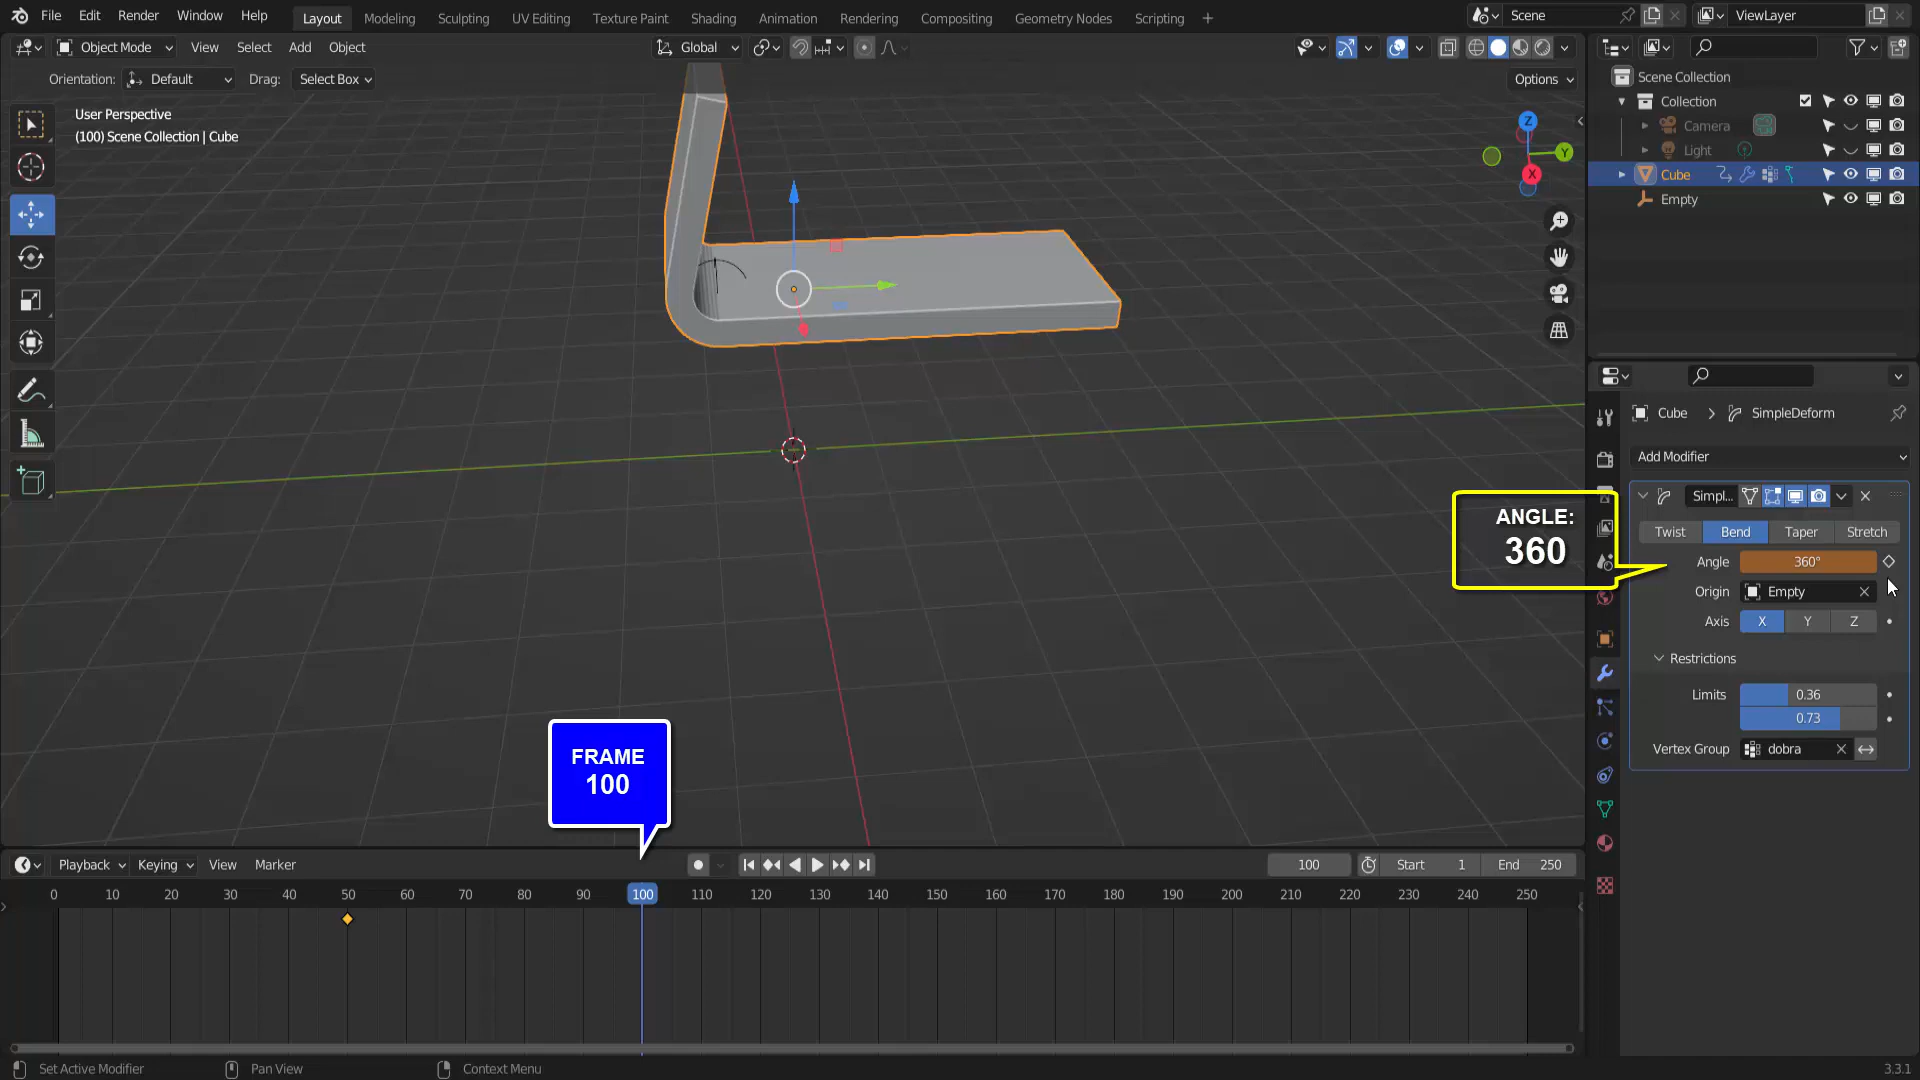 File Edit Render Window Help Layout Modeling Sculpting UV Editing Texture Paint Shading Animation Rendering Compositing Geometry Nodes Scripting + Scene ViewLayer
Object Mode View Select Add Object Global
Orientation: Default Drag: Select Box Options
User Perspective
(100) Scene Collection | Cube
Z
Y
X
Scene Collection
Collection
Camera
Light
Cube
Empty
Cube > SimpleDeform
Add Modifier
Simpl...
Twist Bend Taper Stretch
Angle 360°
Origin Empty
Axis X Y Z
Restrictions
Limits 0.36
0.73
Vertex Group dobra
ANGLE:
360
FRAME
100
Playback Keying View Marker 100 Start 1 End 250
0 10 20 30 40 50 60 70 80 90 100 110 120 130 140 150 160 170 180 190 200 210 220 230 240 250
Set Active Modifier Pan View Context Menu 3.3.1